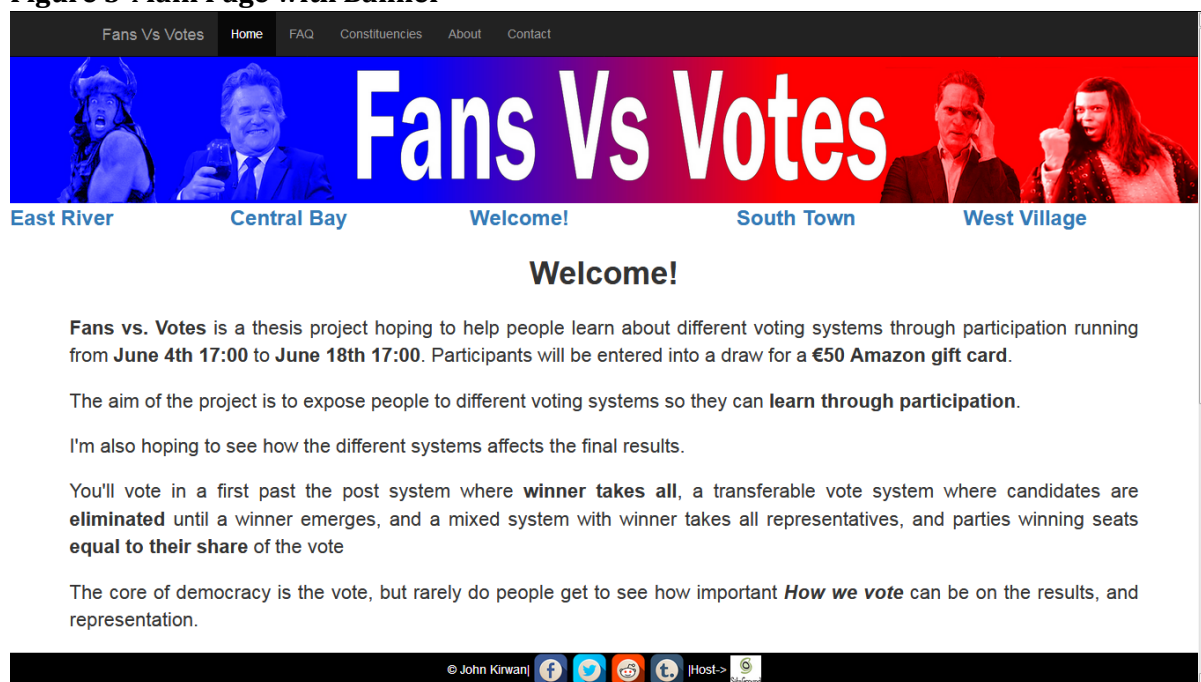 Figure 3 Main Page with Banner
Fans Vs Votes Home FAQ Constituencies About Contact
Fans Vs Votes
East River Central Bay Welcome! South Town West Village
Welcome!
Fans vs. Votes is a thesis project hoping to help people learn about different voting systems through participation running
from June 4th 17:00 to June 18th 17:00. Participants will be entered into a draw for a €50 Amazon gift card.
The aim of the project is to expose people to different voting systems so they can learn through participation.
I'm also hoping to see how the different systems affects the final results.
You'll vote in a first past the post system where winner takes all, a transferable vote system where candidates are
eliminated until a winner emerges, and a mixed system with winner takes all representatives, and parties winning seats
equal to their share of the vote
The core of democracy is the vote, but rarely do people get to see how important How we vote can be on the results, and
representation.
© John Kirwan| |Host->